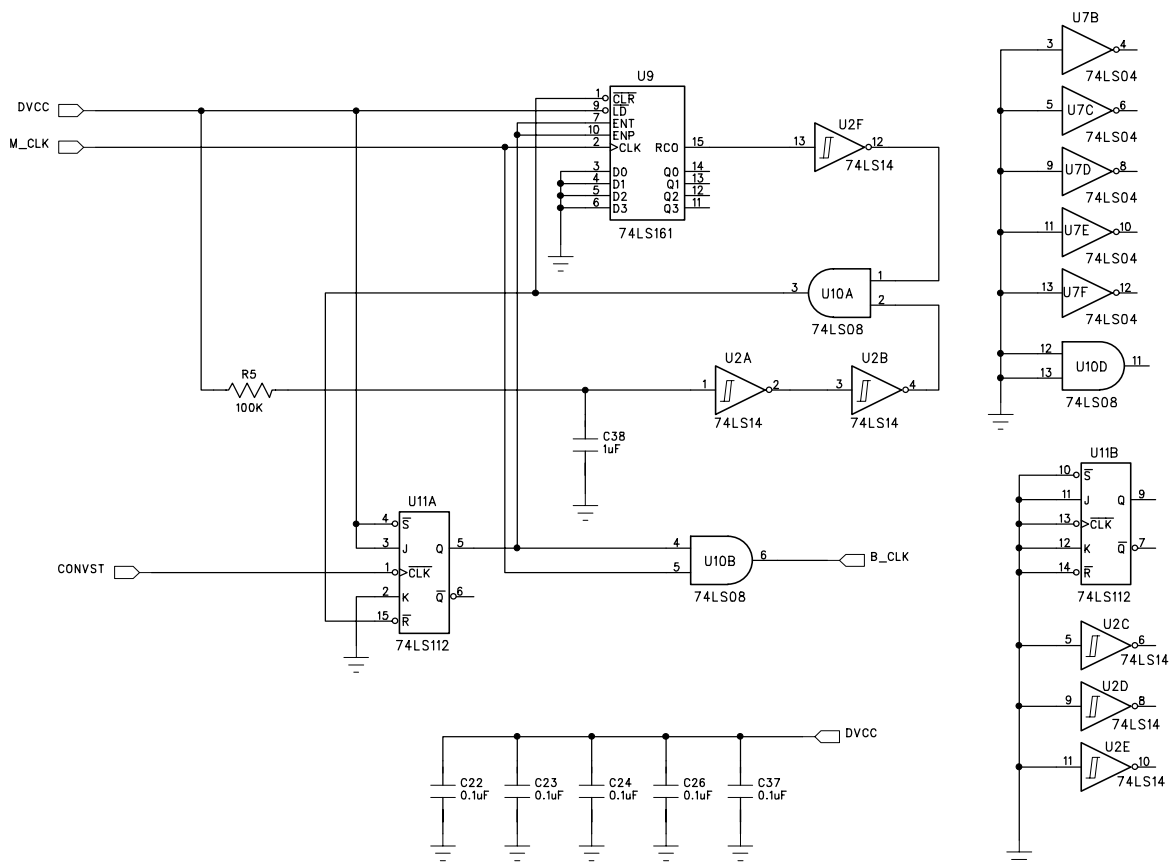 DVCC
M_CLK
U9
1 CLR
9 LD
7 ENT
10 ENP
2 CLK
RCO 15
3 D0
4 D1
5 D2
6 D3
Q0 14
Q1 13
Q2 12
Q3 11
74LS161
U2F
13 12
74LS14
3 U10A 1
2
74LS08
R5
100K
C38
1uF
U2A
1 2
74LS14
U2B
3 4
74LS14
U11A
4 S
3 J
1 CLK
2 K
15 R
Q 5
Q 6
74LS112
CONVST
4
5
U10B
6
74LS08
B_CLK
DVCC
C22
0.1uF
C23
0.1uF
C24
0.1uF
C26
0.1uF
C37
0.1uF
U7B
3 4
74LS04
5 U7C 6
74LS04
9 U7D 8
74LS04
11 U7E 10
74LS04
13 U7F 12
74LS04
12
13
U10D
11
74LS08
U11B
10 S
11 J
13 CLK
12 K
14 R
Q 9
Q 7
74LS112
U2C
5 6
74LS14
U2D
9 8
74LS14
U2E
11 10
74LS14